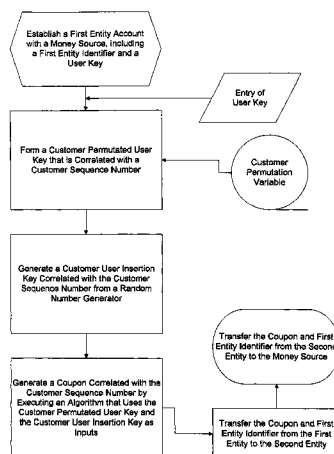 Establish a First Entity Account
with a Money Source, including
a First Entity Identifier and a
User Key
Entry of
User Key
Form a Customer Permutated User
Key that is Correlated with a
Customer Sequence Number
Customer
Permutation
Variable
Generate a Customer User Insertion
Key Correlated with the Customer
Sequence Number from a Random
Number Generator
Generate a Coupon Correlated with the
Customer Sequence Number by
Executing an Algorithm that Uses the
Customer Permutated User Key and
the Customer User Insertion Key as
Inputs
Transfer the Coupon and First
Entity Identifier from the First
Entity to the Second Entity
Transfer the Coupon and First
Entity Identifier from the Second
Entity to the Money Source